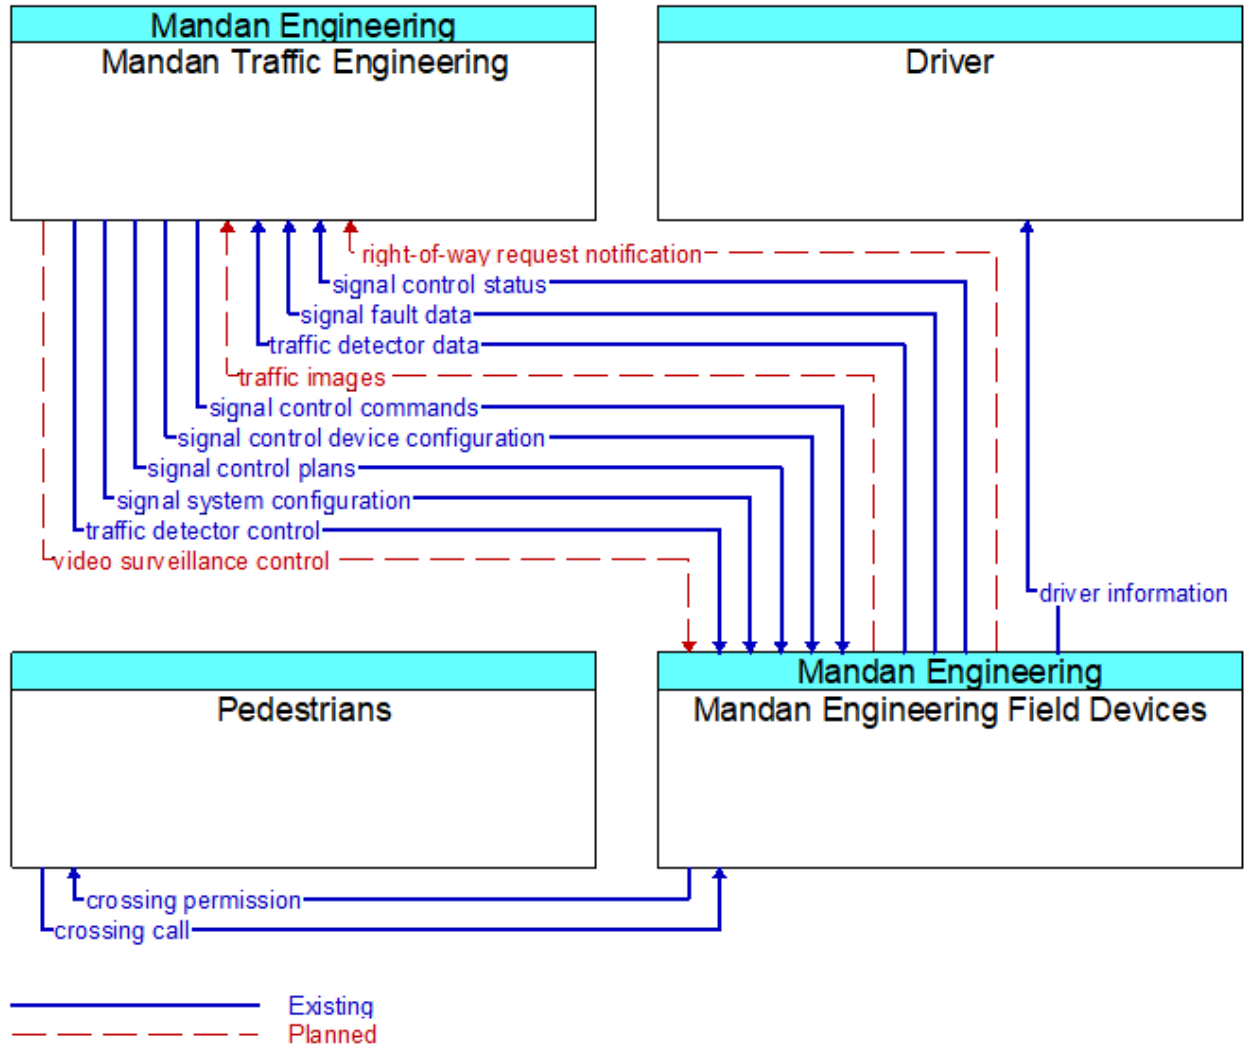 Mandan Engineering
Mandan Traffic Engineering
Driver
right-of-way request notification
signal control status
signal fault data
traffic detector data
traffic images
signal control commands
signal control device configuration
signal control plans
signal system configuration
traffic detector control
video surveillance control
driver information
Pedestrians
Mandan Engineering
Mandan Engineering Field Devices
crossing permission
crossing call
Existing
Planned